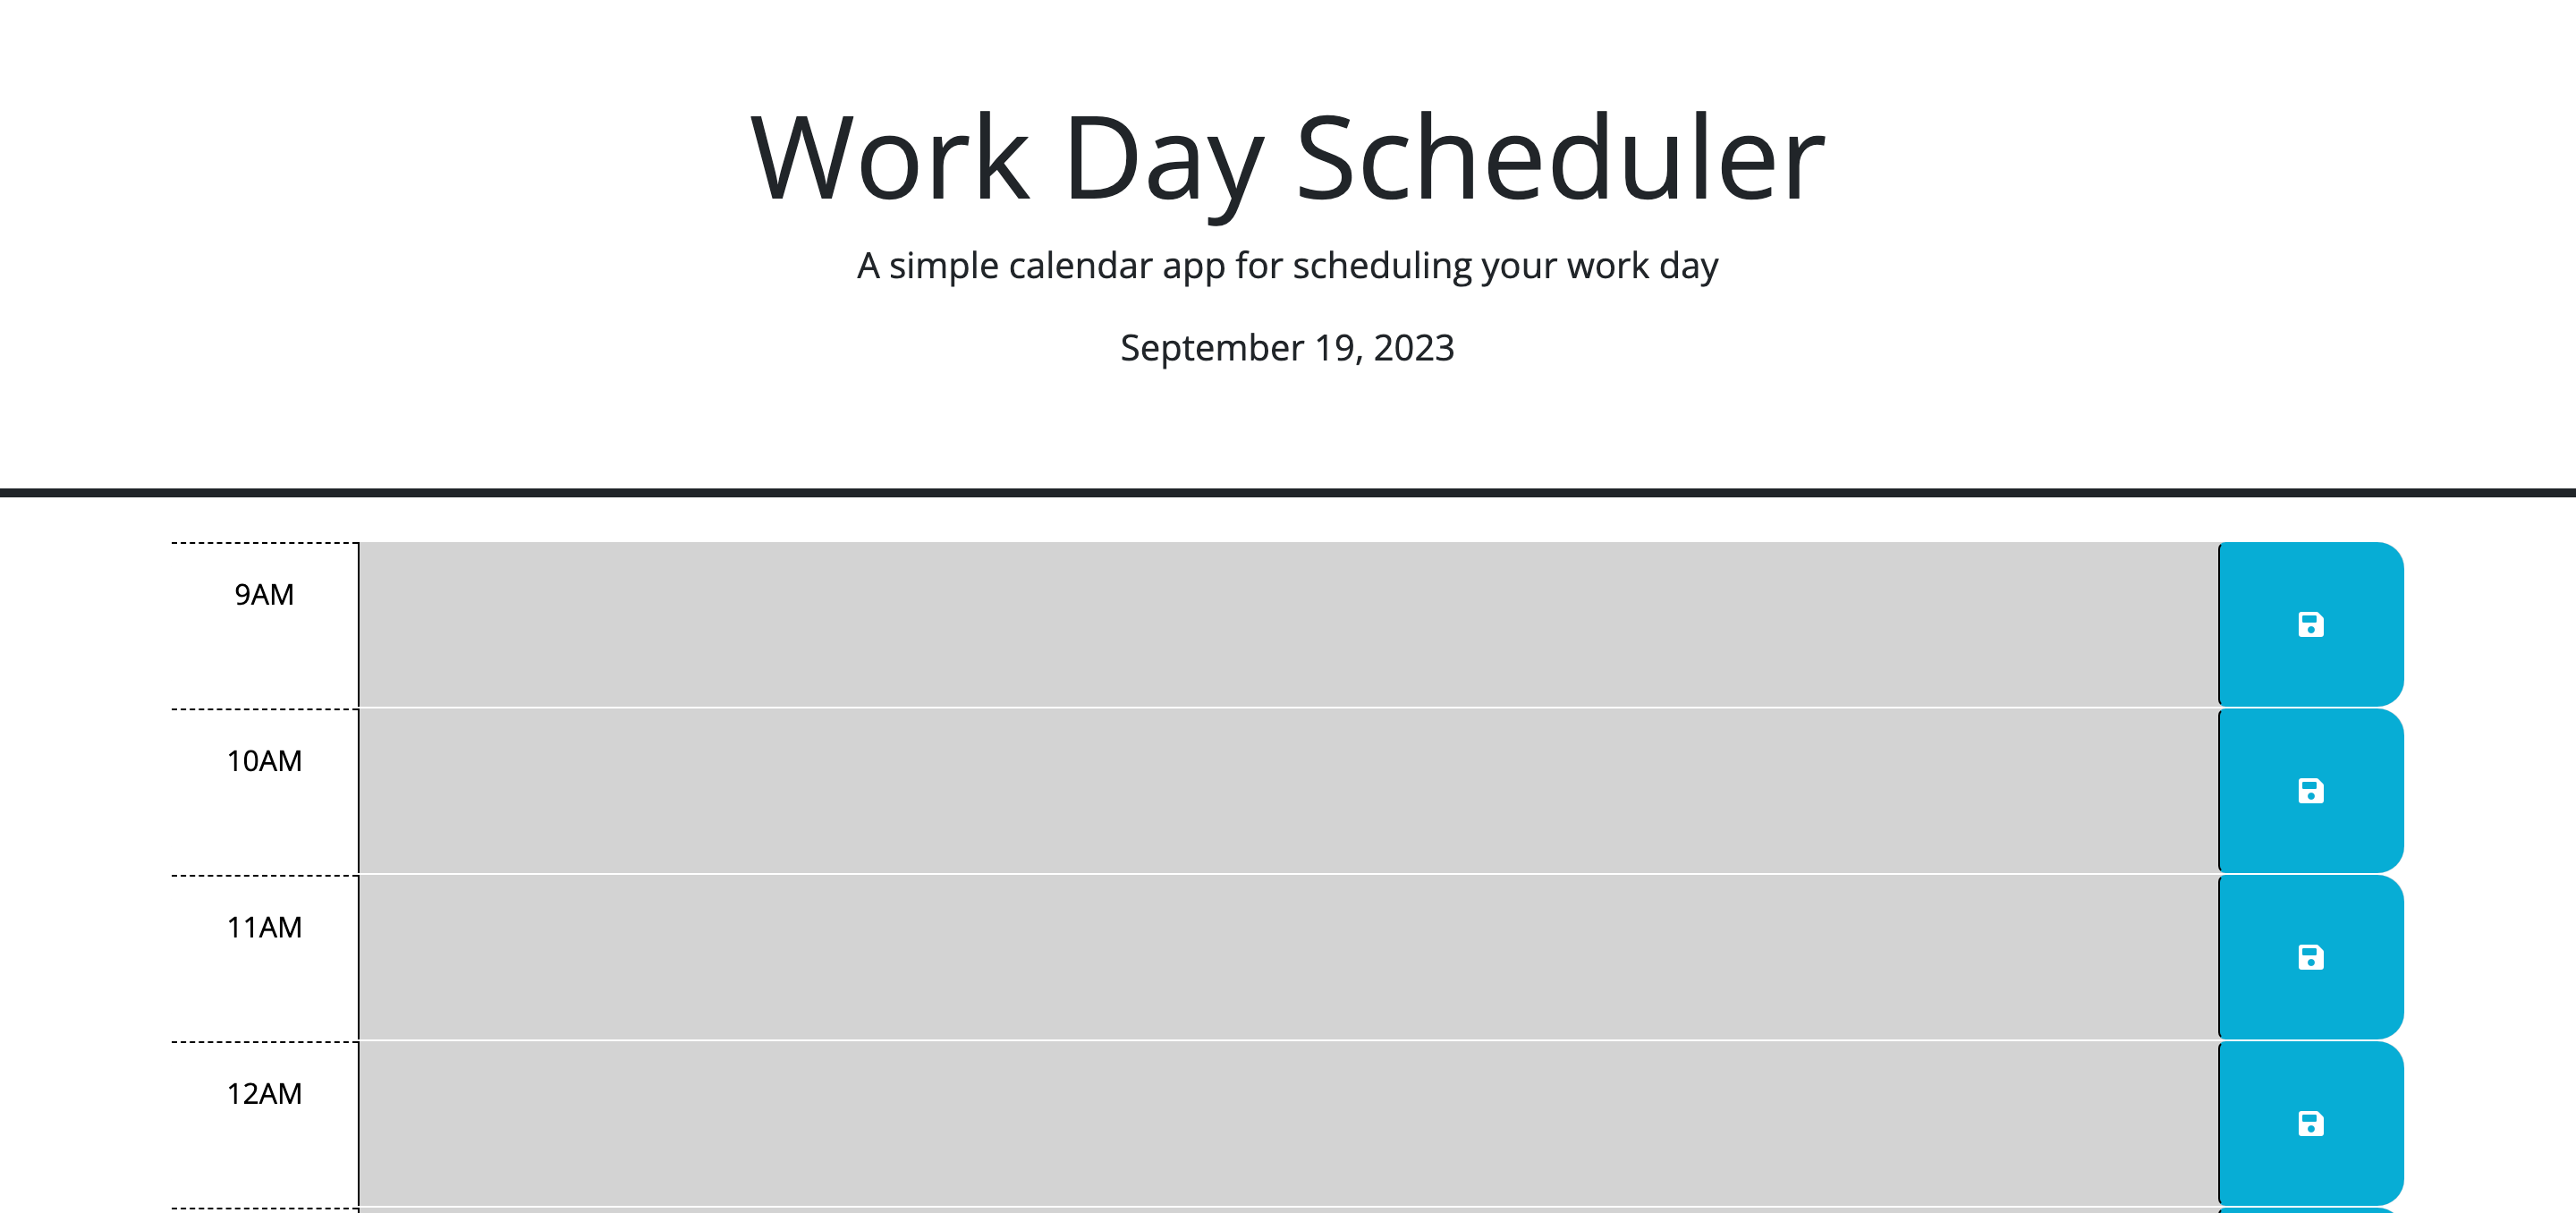 Work Day Scheduler
A simple calendar app for scheduling your work day
September 19, 2023
9AM
10AM
11AM
12AM